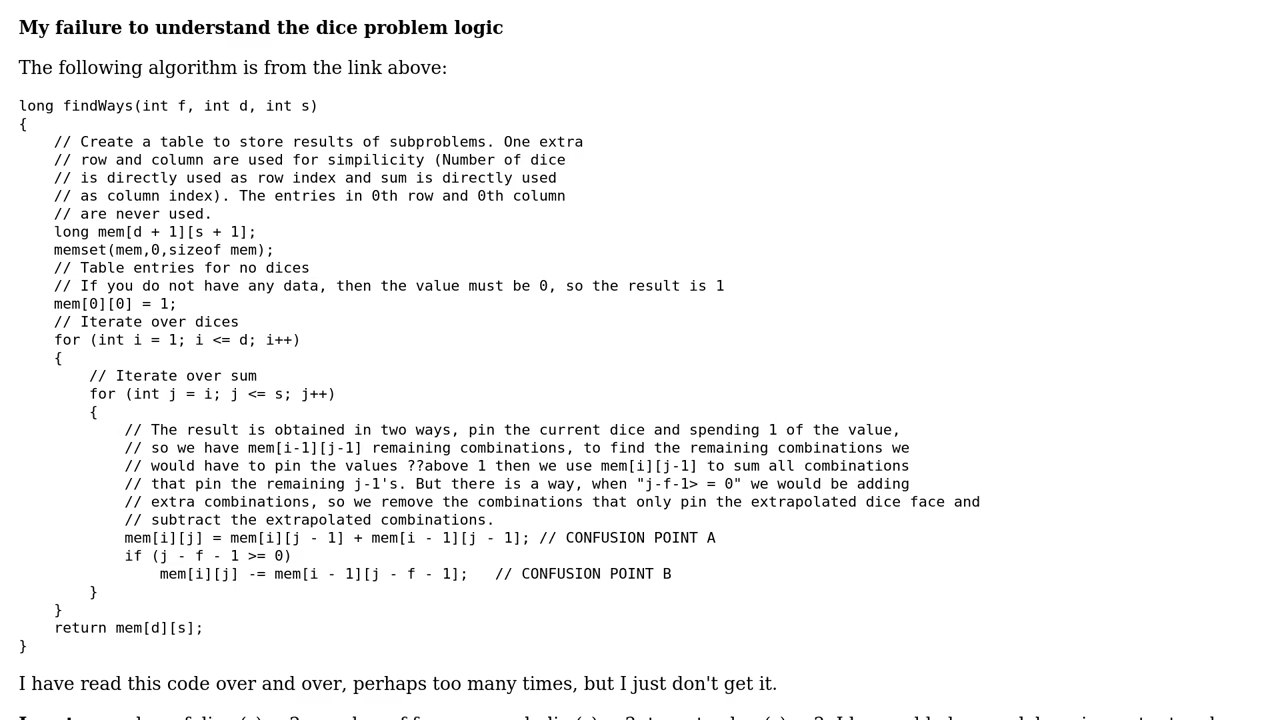 My failure to understand the dice problem logic
The following algorithm is from the link above:
long findWays(int f, int d, int s)
{
    // Create a table to store results of subproblems. One extra
    // row and column are used for simpilicity (Number of dice
    // is directly used as row index and sum is directly used
    // as column index). The entries in 0th row and 0th column
    // are never used.
    long mem[d + 1][s + 1];
    memset(mem,0,sizeof mem);
    // Table entries for no dices
    // If you do not have any data, then the value must be 0, so the result is 1
    mem[0][0] = 1;
    // Iterate over dices
    for (int i = 1; i <= d; i++)
    {
        // Iterate over sum
        for (int j = i; j <= s; j++)
        {
            // The result is obtained in two ways, pin the current dice and spending 1 of the value,
            // so we have mem[i-1][j-1] remaining combinations, to find the remaining combinations we
            // would have to pin the values ??above 1 then we use mem[i][j-1] to sum all combinations
            // that pin the remaining j-1's. But there is a way, when "j-f-1> = 0" we would be adding
            // extra combinations, so we remove the combinations that only pin the extrapolated dice face and
            // subtract the extrapolated combinations.
            mem[i][j] = mem[i][j - 1] + mem[i - 1][j - 1]; // CONFUSION POINT A
            if (j - f - 1 >= 0)
                mem[i][j] -= mem[i - 1][j - f - 1];   // CONFUSION POINT B
        }
    }
    return mem[d][s];
}
I have read this code over and over, perhaps too many times, but I just don't get it.